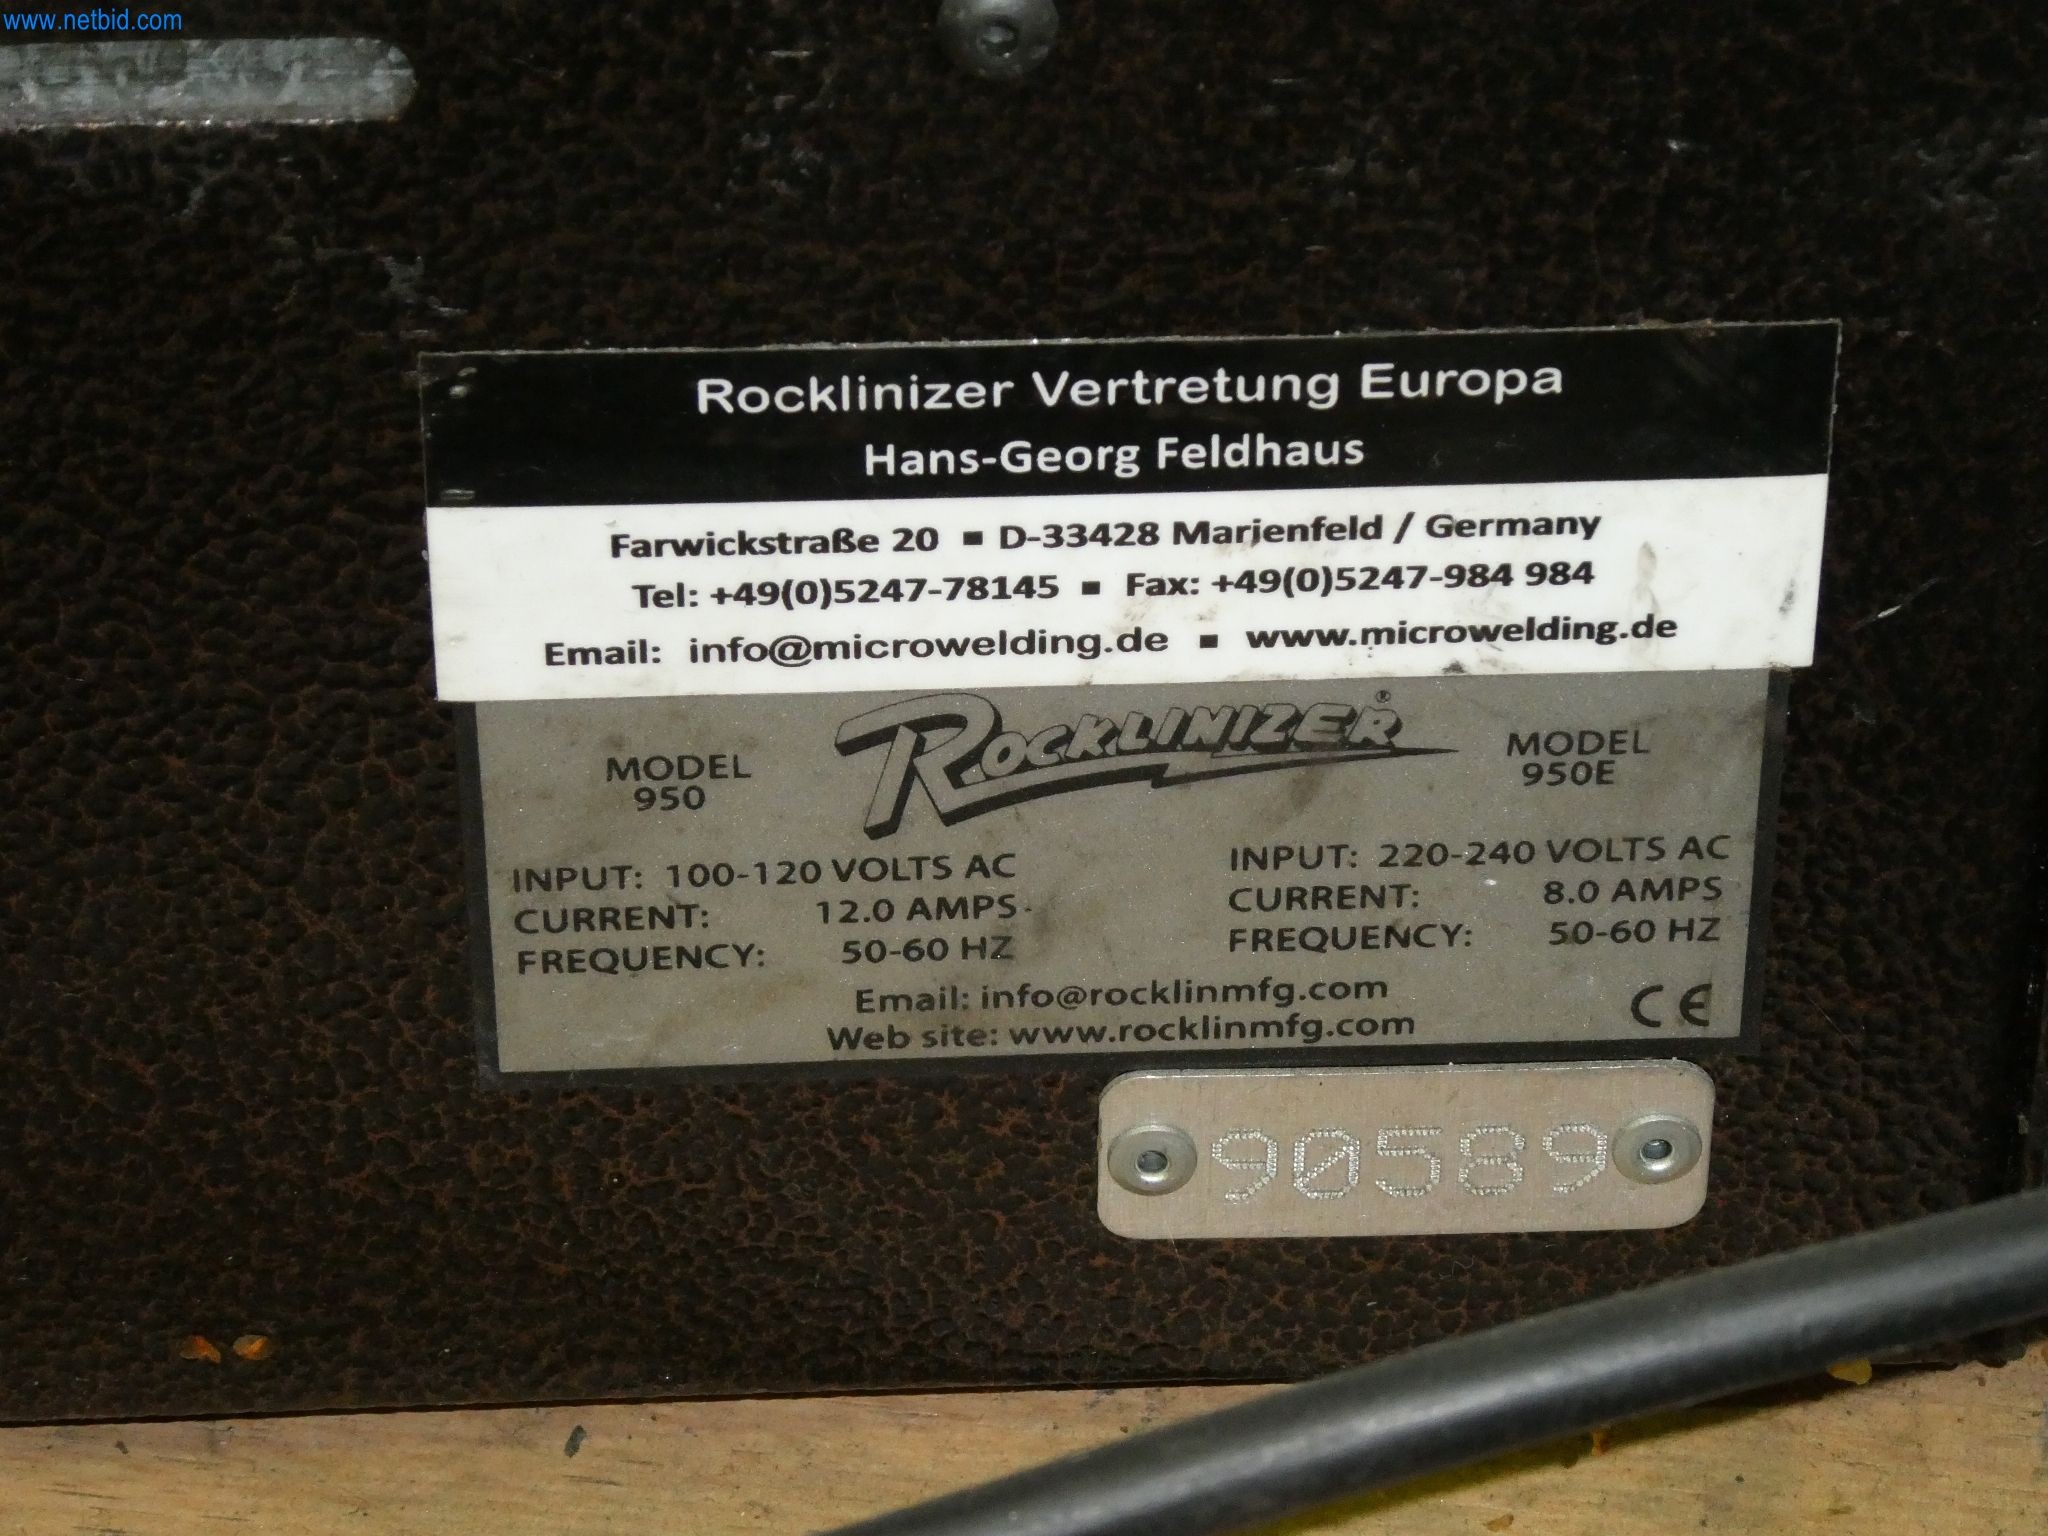 www.netbid.com
Rocklinizer Vertretung Europa
Hans-Georg Feldhaus
Farwickstraße 20 ▪ D-33428 Marienfeld / Germany
Tel: +49(0)5247-78145 ▪ Fax: +49(0)5247-984 984
Email: info@microwelding.de ▪ www.microwelding.de
ROCKLINIZER®
MODEL
950
INPUT: 100-120 VOLTS AC
CURRENT: 12.0 AMPS
FREQUENCY: 50-60 HZ
MODEL
950E
INPUT: 220-240 VOLTS AC
CURRENT: 8.0 AMPS
FREQUENCY: 50-60 HZ
Email: info@rocklinmfg.com
Web site: www.rocklinmfg.com
CE
90589